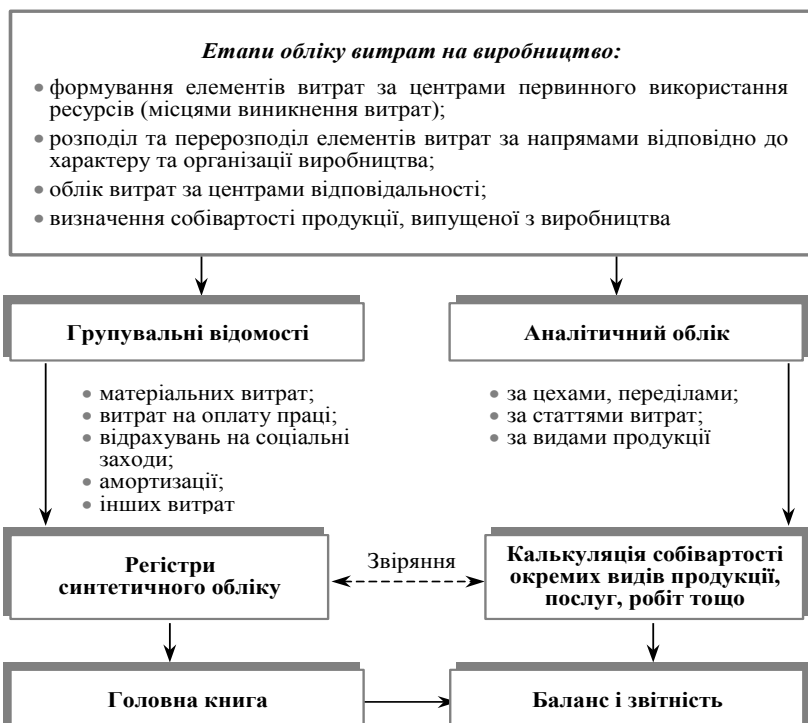 Етапи обліку витрат на виробництво:
• формування елементів витрат за центрами первинного використання
ресурсів (місцями виникнення витрат);
• розподіл та перерозподіл елементів витрат за напрямами відповідно до
характеру та організації виробництва;
• облік витрат за центрами відповідальності;
• визначення собівартості продукції, випущеної з виробництва
Групувальні відомості
• матеріальних витрат;
• витрат на оплату праці;
• відрахувань на соціальні
заходи;
• амортизації;
• інших витрат
Аналітичний облік
• за цехами, переділами;
• за статтями витрат;
• за видами продукції
Регістри
синтетичного обліку
Звіряння
Калькуляція собівартості
окремих видів продукції,
послуг, робіт тощо
Головна книга
Баланс і звітність